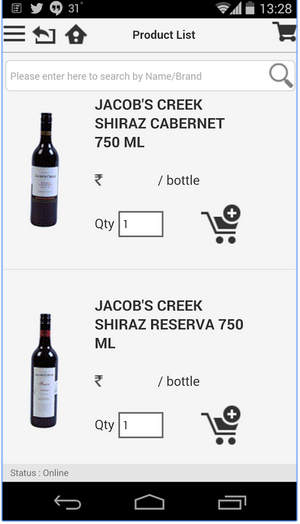 31°
13:28
Product List
Please enter here to search by Name/Brand
JACOB'S CREEK
SHIRAZ CABERNET
750 ML
₹ / bottle
Qty 1
JACOB'S CREEK
SHIRAZ RESERVA 750
ML
₹ / bottle
Qty 1
Status : Online